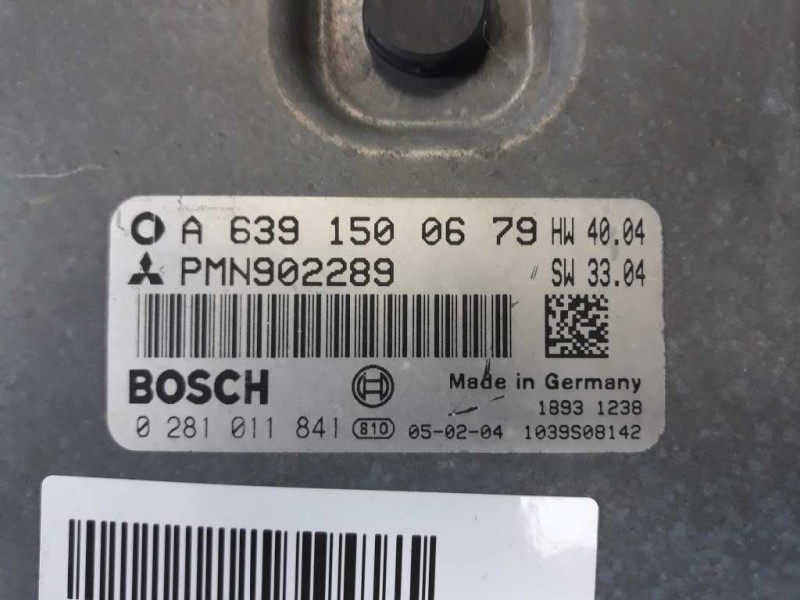 A 639 150 06 79 HW 40.04
PMN902289 SW 33.04
BOSCH Made in Germany
1893 1238
0 281 011 841 810 05-02-04 1039S08142